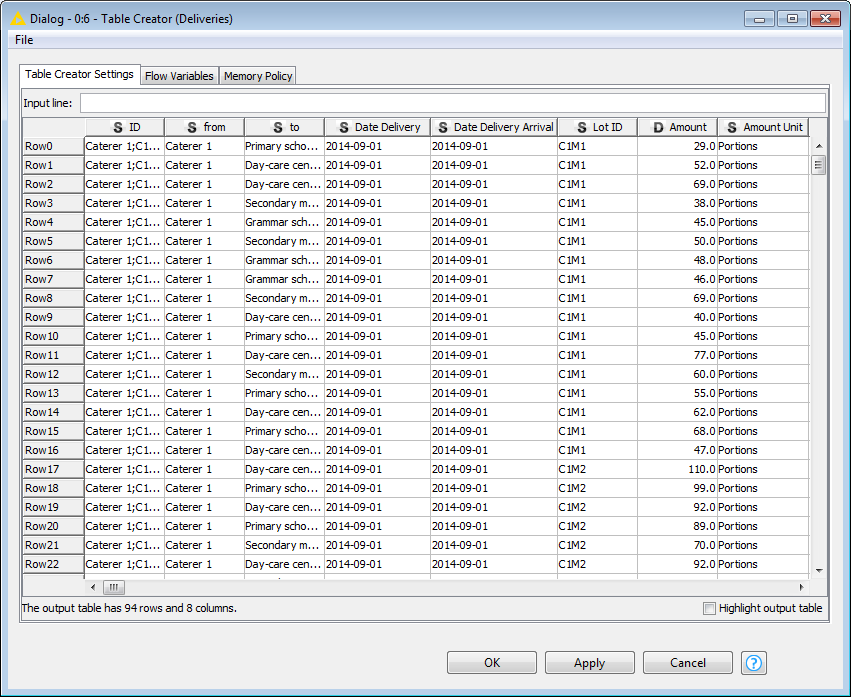 Dialog - 0:6 - Table Creator (Deliveries)
File
Table Creator Settings Flow Variables Memory Policy
Input line:
S ID S from S to S Date Delivery S Date Delivery Arrival S Lot ID D Amount S Amount Unit
Row0 Caterer 1;C1... Caterer 1 Primary scho... 2014-09-01 2014-09-01 C1M1 29.0 Portions
Row1 Caterer 1;C1... Caterer 1 Day-care cen... 2014-09-01 2014-09-01 C1M1 52.0 Portions
Row2 Caterer 1;C1... Caterer 1 Day-care cen... 2014-09-01 2014-09-01 C1M1 69.0 Portions
Row3 Caterer 1;C1... Caterer 1 Secondary m... 2014-09-01 2014-09-01 C1M1 38.0 Portions
Row4 Caterer 1;C1... Caterer 1 Grammar sch... 2014-09-01 2014-09-01 C1M1 45.0 Portions
Row5 Caterer 1;C1... Caterer 1 Secondary m... 2014-09-01 2014-09-01 C1M1 50.0 Portions
Row6 Caterer 1;C1... Caterer 1 Grammar sch... 2014-09-01 2014-09-01 C1M1 48.0 Portions
Row7 Caterer 1;C1... Caterer 1 Grammar sch... 2014-09-01 2014-09-01 C1M1 46.0 Portions
Row8 Caterer 1;C1... Caterer 1 Secondary m... 2014-09-01 2014-09-01 C1M1 69.0 Portions
Row9 Caterer 1;C1... Caterer 1 Day-care cen... 2014-09-01 2014-09-01 C1M1 40.0 Portions
Row10 Caterer 1;C1... Caterer 1 Primary scho... 2014-09-01 2014-09-01 C1M1 45.0 Portions
Row11 Caterer 1;C1... Caterer 1 Day-care cen... 2014-09-01 2014-09-01 C1M1 77.0 Portions
Row12 Caterer 1;C1... Caterer 1 Secondary m... 2014-09-01 2014-09-01 C1M1 60.0 Portions
Row13 Caterer 1;C1... Caterer 1 Primary scho... 2014-09-01 2014-09-01 C1M1 55.0 Portions
Row14 Caterer 1;C1... Caterer 1 Day-care cen... 2014-09-01 2014-09-01 C1M1 62.0 Portions
Row15 Caterer 1;C1... Caterer 1 Primary scho... 2014-09-01 2014-09-01 C1M1 68.0 Portions
Row16 Caterer 1;C1... Caterer 1 Day-care cen... 2014-09-01 2014-09-01 C1M1 47.0 Portions
Row17 Caterer 1;C1... Caterer 1 Day-care cen... 2014-09-01 2014-09-01 C1M2 110.0 Portions
Row18 Caterer 1;C1... Caterer 1 Primary scho... 2014-09-01 2014-09-01 C1M2 99.0 Portions
Row19 Caterer 1;C1... Caterer 1 Day-care cen... 2014-09-01 2014-09-01 C1M2 92.0 Portions
Row20 Caterer 1;C1... Caterer 1 Primary scho... 2014-09-01 2014-09-01 C1M2 89.0 Portions
Row21 Caterer 1;C1... Caterer 1 Secondary m... 2014-09-01 2014-09-01 C1M2 70.0 Portions
Row22 Caterer 1;C1... Caterer 1 Day-care cen... 2014-09-01 2014-09-01 C1M2 92.0 Portions
The output table has 94 rows and 8 columns. Highlight output table
OK Apply Cancel ?